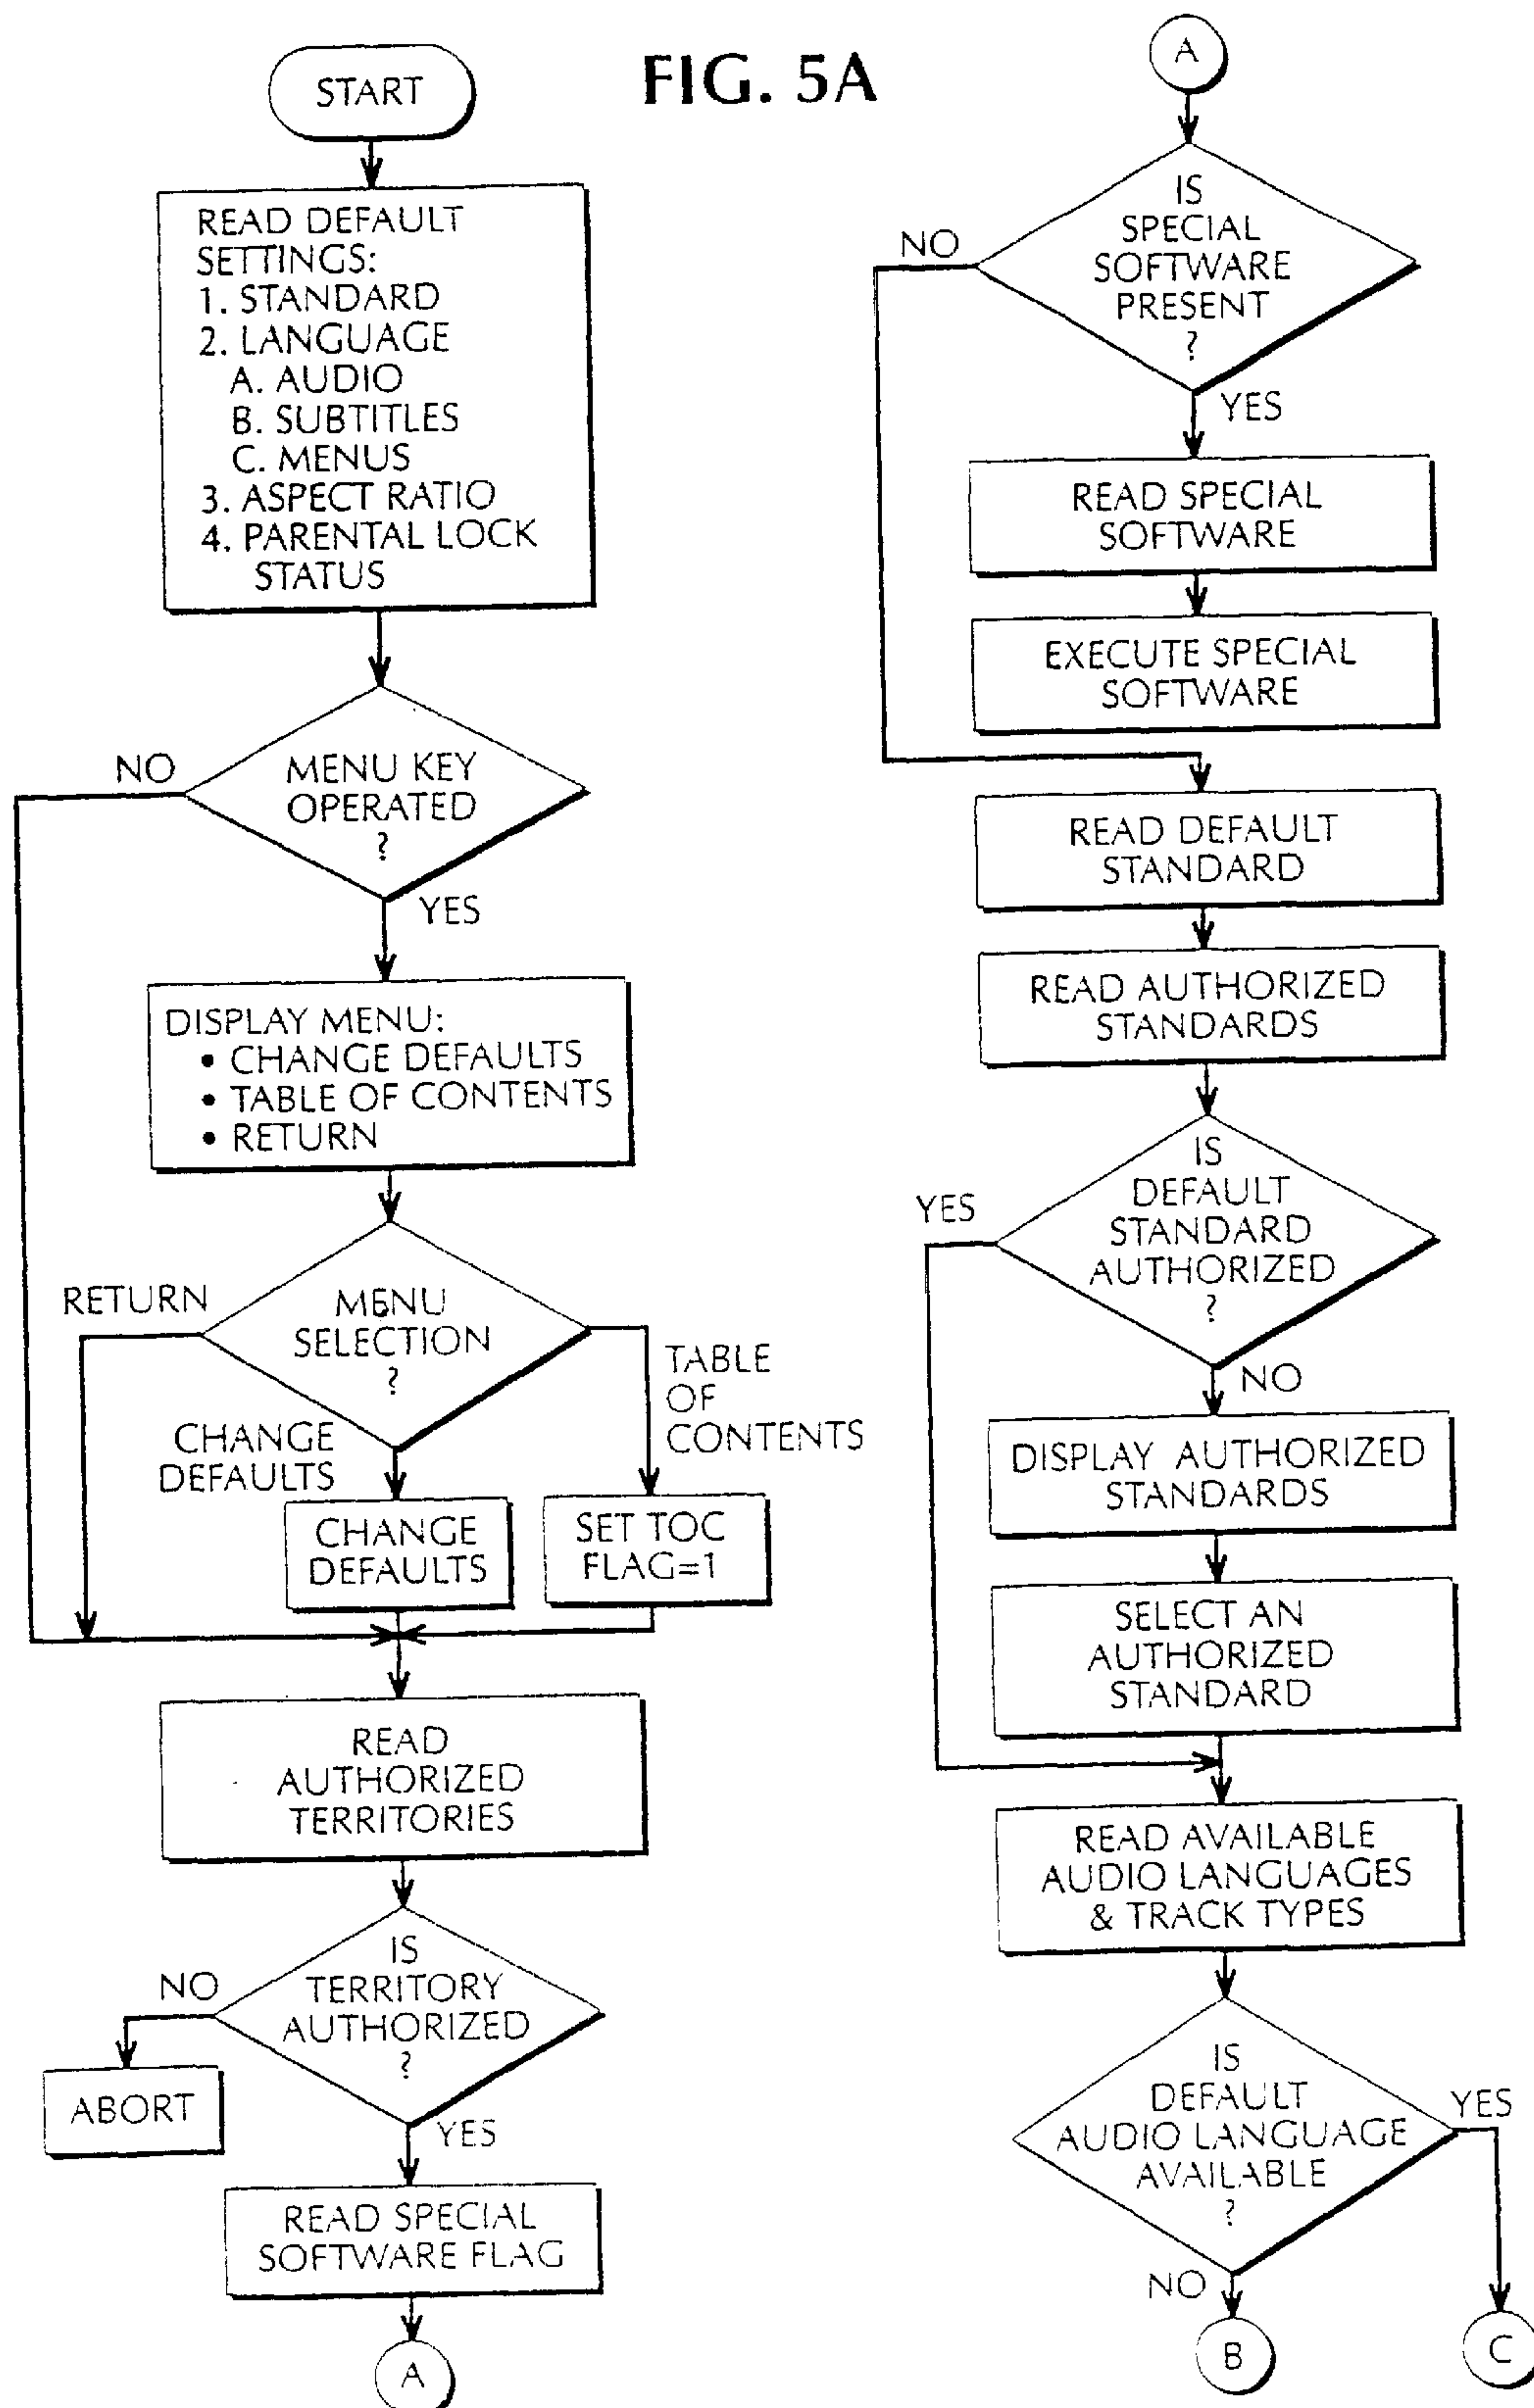 FIG. 5A
START
READ DEFAULT
SETTINGS:
1. STANDARD
2. LANGUAGE
A. AUDIO
B. SUBTITLES
C. MENUS
3. ASPECT RATIO
4. PARENTAL LOCK
STATUS
NO
MENU KEY
OPERATED
?
YES
DISPLAY MENU:
• CHANGE DEFAULTS
• TABLE OF CONTENTS
• RETURN
RETURN
MENU
SELECTION
?
TABLE
OF
CONTENTS
CHANGE
DEFAULTS
CHANGE
DEFAULTS
SET TOC
FLAG=1
READ
AUTHORIZED
TERRITORIES
NO
IS
TERRITORY
AUTHORIZED
?
ABORT
YES
READ SPECIAL
SOFTWARE FLAG
A
A
IS
SPECIAL
SOFTWARE
PRESENT
?
NO
YES
READ SPECIAL
SOFTWARE
EXECUTE SPECIAL
SOFTWARE
READ DEFAULT
STANDARD
READ AUTHORIZED
STANDARDS
IS
DEFAULT
STANDARD
AUTHORIZED
?
YES
NO
DISPLAY AUTHORIZED
STANDARDS
SELECT AN
AUTHORIZED
STANDARD
READ AVAILABLE
AUDIO LANGUAGES
& TRACK TYPES
IS
DEFAULT
AUDIO LANGUAGE
AVAILABLE
?
YES
NO
B
C